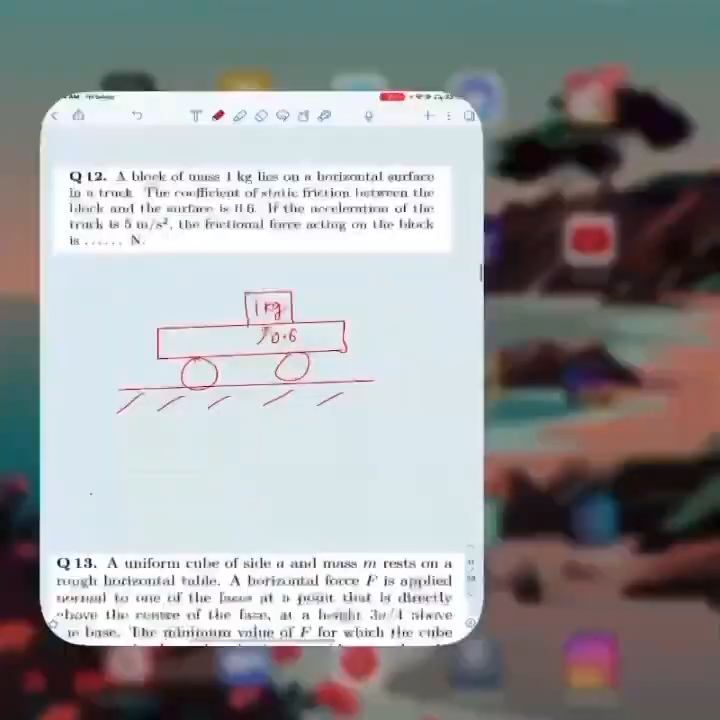 Q 12. A block of mass 1 kg lies on a horizontal surface
in a truck. The coefficient of static friction between the
block and the surface is 0.6. If the acceleration of the
truck is 5 m/s², the frictional force acting on the block
is ...... N.
1 kg
0.6
Q 13. A uniform cube of side a and mass m rests on a
rough horizontal table. A horizontal force F is applied
normal to one of the faces at a point that is directly
above the centre of the face, at a height 3a/4 above
base. The minimum value of F for which the cube